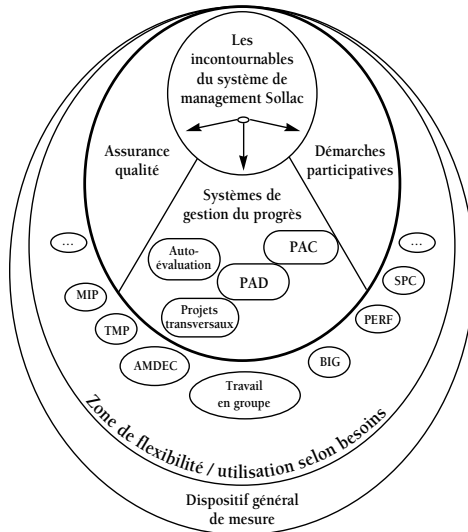 Les
incontournables
du système de
management Sollac
Assurance
qualité
Démarches
participatives
Systèmes de
gestion du progrès
Auto-
évaluation
PAC
PAD
Projets
transversaux
...
...
MIP
SPC
TMP
PERF
AMDEC
BIG
Travail
en groupe
Zone de flexibilité / utilisation selon besoins
Dispositif général
de mesure